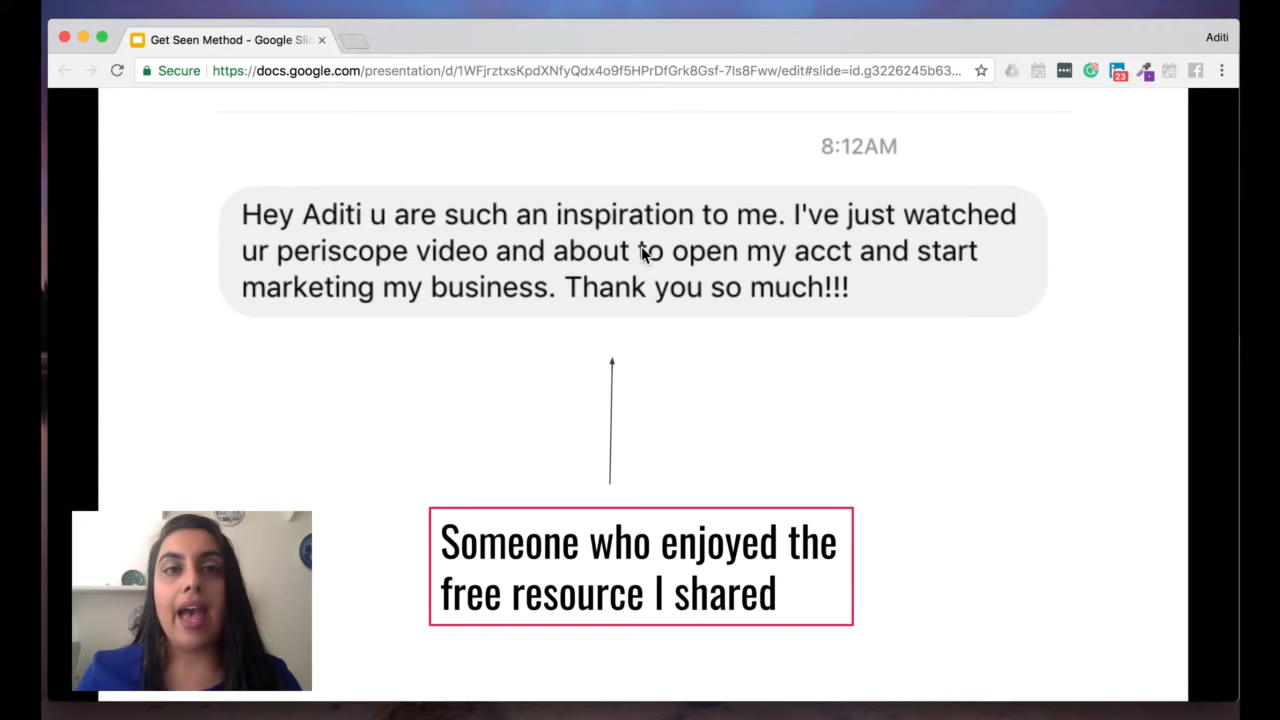 Get Seen Method - Google Slid
Aditi
Secure
https://docs.google.com/presentation/d/1WFjrztxsKpdXNfyQdx4o9f5HPrDfGrk8Gsf-7ls8Fww/edit#slide=id.g3226245b63...
23
8:12AM
Hey Aditi u are such an inspiration to me. I've just watched
ur periscope video and about to open my acct and start
marketing my business. Thank you so much!!!
Someone who enjoyed the
free resource I shared